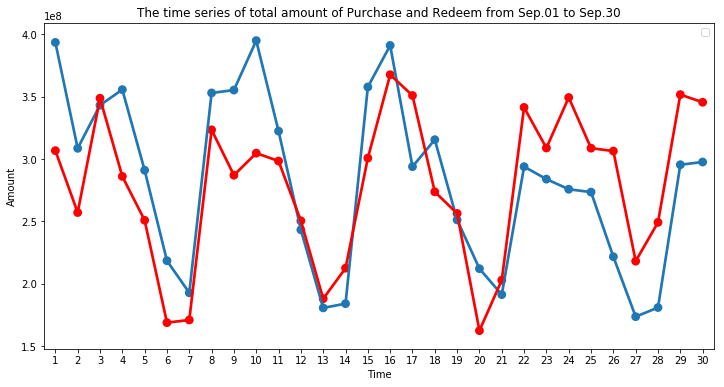 The time series of total amount of Purchase and Redeem from Sep.01 to Sep.30
1e8
4.0
3.5
3.0
2.5
2.0
1.5
Amount
1 2 3 4 5 6 7 8 9 10 11 12 13 14 15 16 17 18 19 20 21 22 23 24 25 26 27 28 29 30
Time